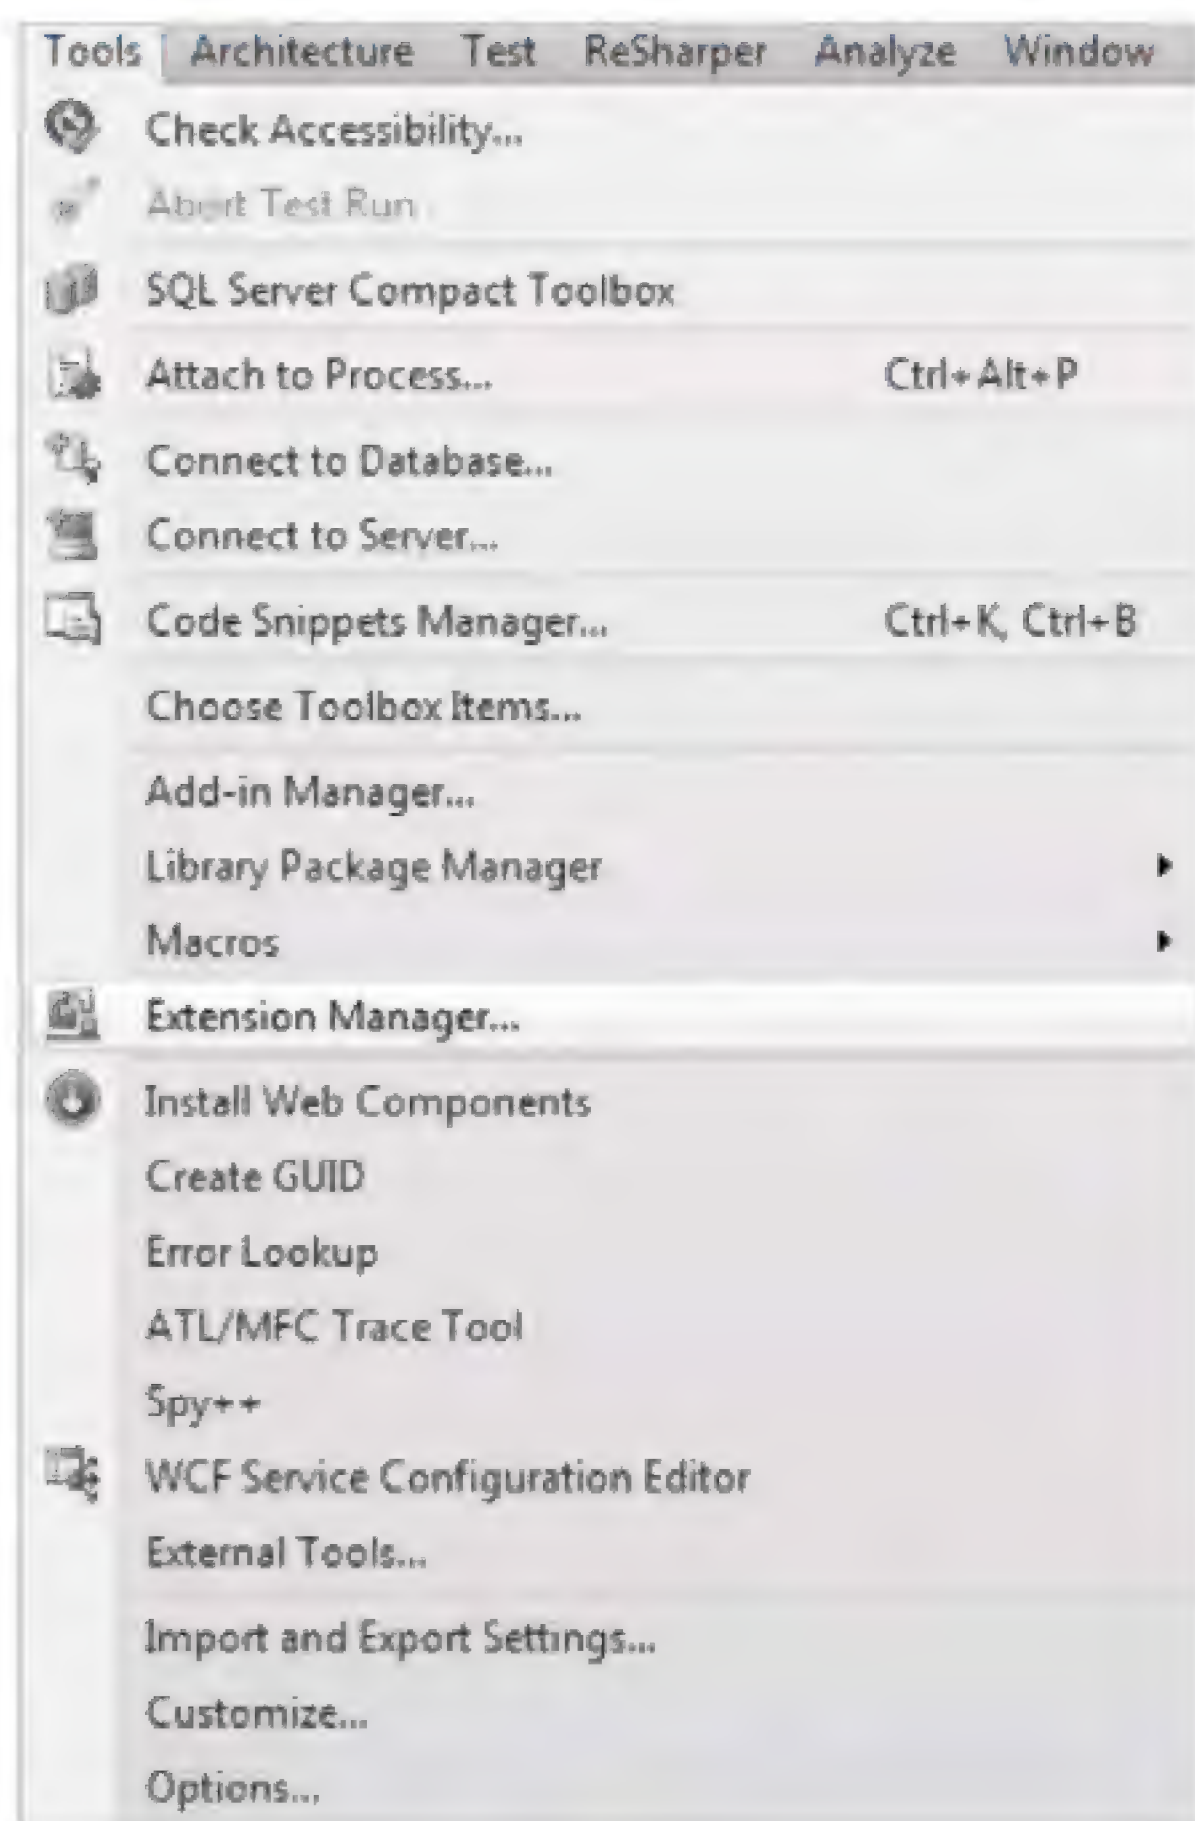 Tools Architecture Test ReSharper Analyze Window
Check Accessibility...
Abort Test Run
SQL Server Compact Toolbox
Attach to Process... Ctrl+Alt+P
Connect to Database...
Connect to Server...
Code Snippets Manager... Ctrl+K, Ctrl+B
Choose Toolbox Items...
Add-in Manager...
Library Package Manager
Macros
Extension Manager...
Install Web Components
Create GUID
Error Lookup
ATL/MFC Trace Tool
Spy++
WCF Service Configuration Editor
External Tools...
Import and Export Settings...
Customize...
Options...